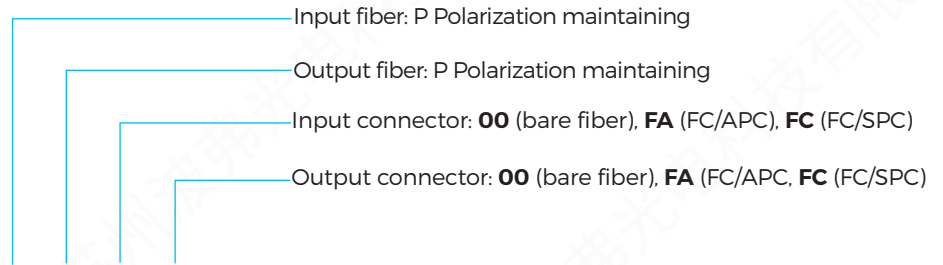 Input fiber: P Polarization maintaining
Output fiber: P Polarization maintaining
Input connector: 00 (bare fiber), FA (FC/APC), FC (FC/SPC)
Output connector: 00 (bare fiber), FA (FC/APC, FC (FC/SPC)